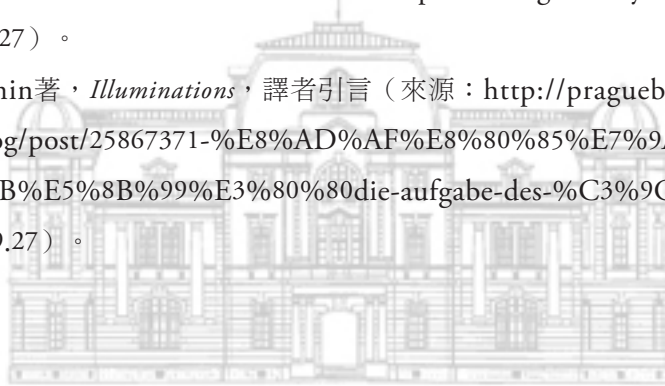 27）。
nin著，Illuminations，譯者引言（來源：http://pragueb
og/post/25867371-%E8%AD%AF%E8%80%85%E7%9A
B%E5%8B%99%E3%80%80die-aufgabe-des-%C3%9C
9.27）。